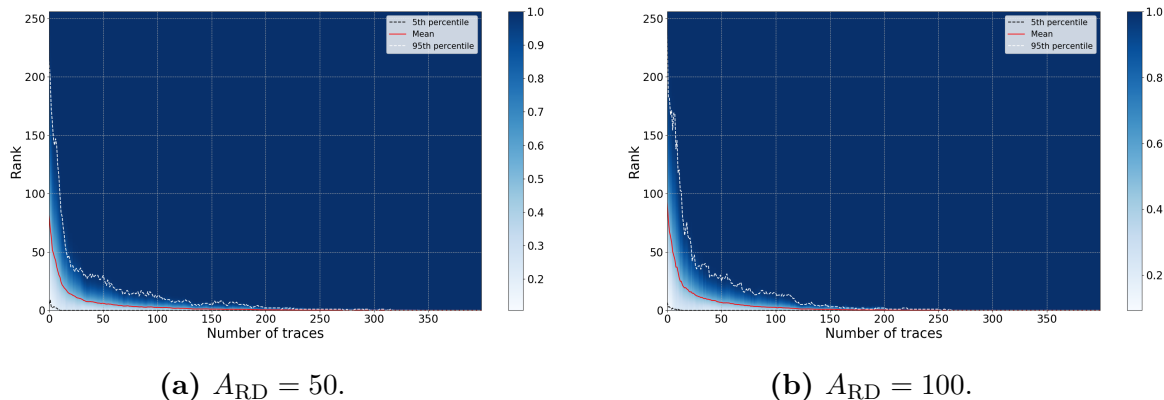 250
200
150
100
50
0
Rank
0 50 100 150 200 250 300 350
Number of traces
5th percentile
Mean
95th percentile
1.0
0.9
0.8
0.7
0.6
0.5
0.4
0.3
0.2
(a) A_RD = 50.
250
200
150
100
50
0
Rank
0 50 100 150 200 250 300 350
Number of traces
5th percentile
Mean
95th percentile
1.0
0.8
0.6
0.4
0.2
(b) A_RD = 100.